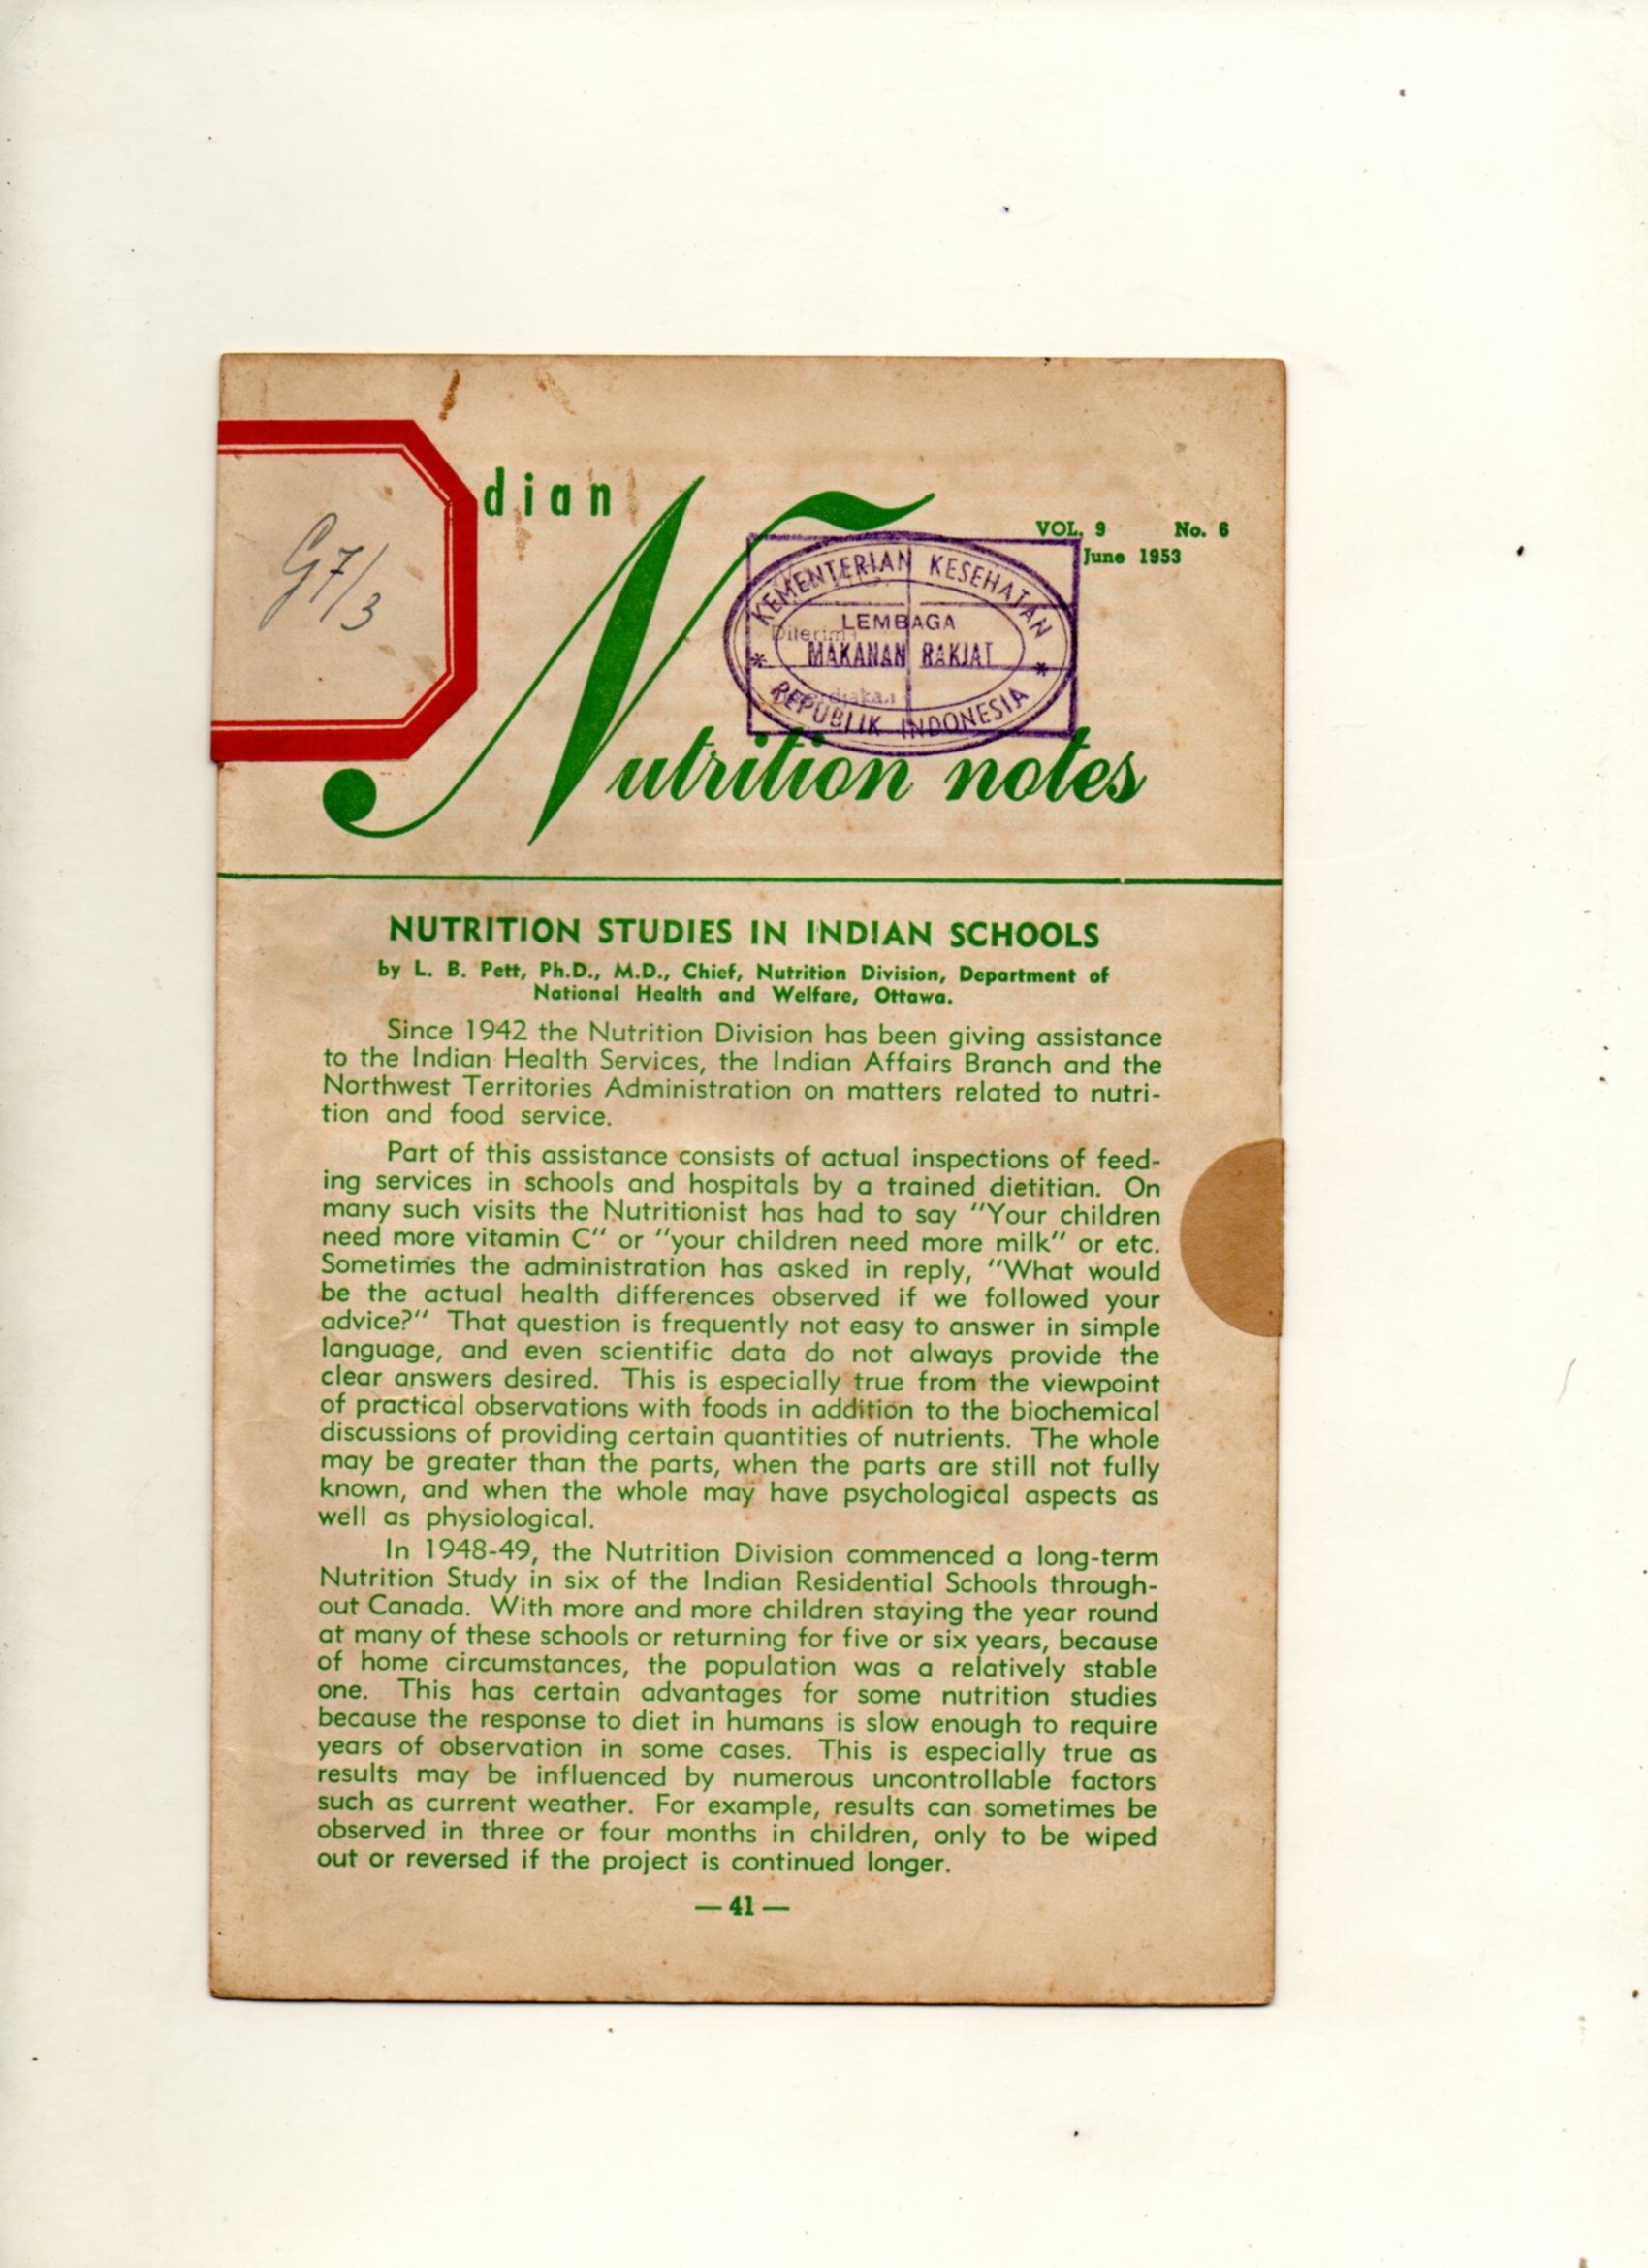 dian
G7/3
VOL. 9 No. 6
June 1953
KEMENTERIAN KESEHATAN
LEMBAGA
MAKANAN RAKJAT
REPUBLIK INDONESIA
Nutrition notes
NUTRITION STUDIES IN INDIAN SCHOOLS
by L. B. Pett, Ph.D., M.D., Chief, Nutrition Division, Department of
National Health and Welfare, Ottawa.
Since 1942 the Nutrition Division has been giving assistance
to the Indian Health Services, the Indian Affairs Branch and the
Northwest Territories Administration on matters related to nutri-
tion and food service.
Part of this assistance consists of actual inspections of feed-
ing services in schools and hospitals by a trained dietitian. On
many such visits the Nutritionist has had to say "Your children
need more vitamin C" or "your children need more milk" or etc.
Sometimes the administration has asked in reply, "What would
be the actual health differences observed if we followed your
advice?" That question is frequently not easy to answer in simple
language, and even scientific data do not always provide the
clear answers desired. This is especially true from the viewpoint
of practical observations with foods in addition to the biochemical
discussions of providing certain quantities of nutrients. The whole
may be greater than the parts, when the parts are still not fully
known, and when the whole may have psychological aspects as
well as physiological.
In 1948-49, the Nutrition Division commenced a long-term
Nutrition Study in six of the Indian Residential Schools through-
out Canada. With more and more children staying the year round
at many of these schools or returning for five or six years, because
of home circumstances, the population was a relatively stable
one. This has certain advantages for some nutrition studies
because the response to diet in humans is slow enough to require
years of observation in some cases. This is especially true as
results may be influenced by numerous uncontrollable factors
such as current weather. For example, results can sometimes be
observed in three or four months in children, only to be wiped
out or reversed if the project is continued longer.
— 41 —